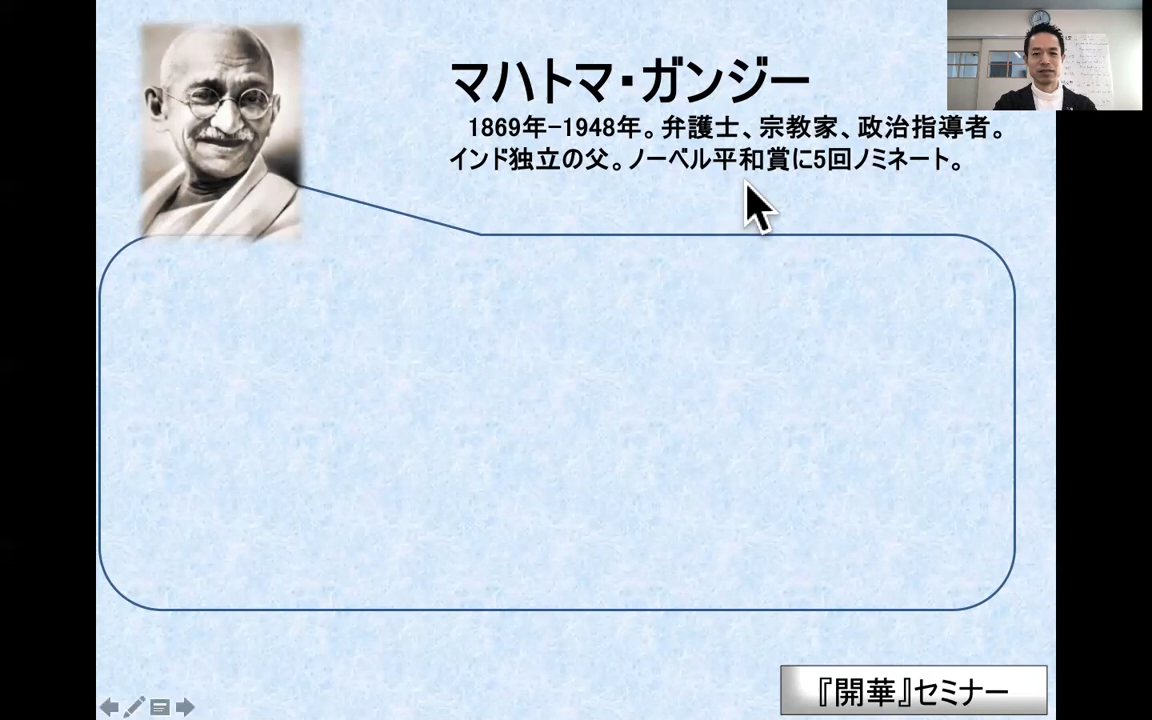 マハトマ・ガンジー
1869年-1948年。弁護士、宗教家、政治指導者。
インド独立の父。ノーベル平和賞に5回ノミネート。
『開華』セミナー